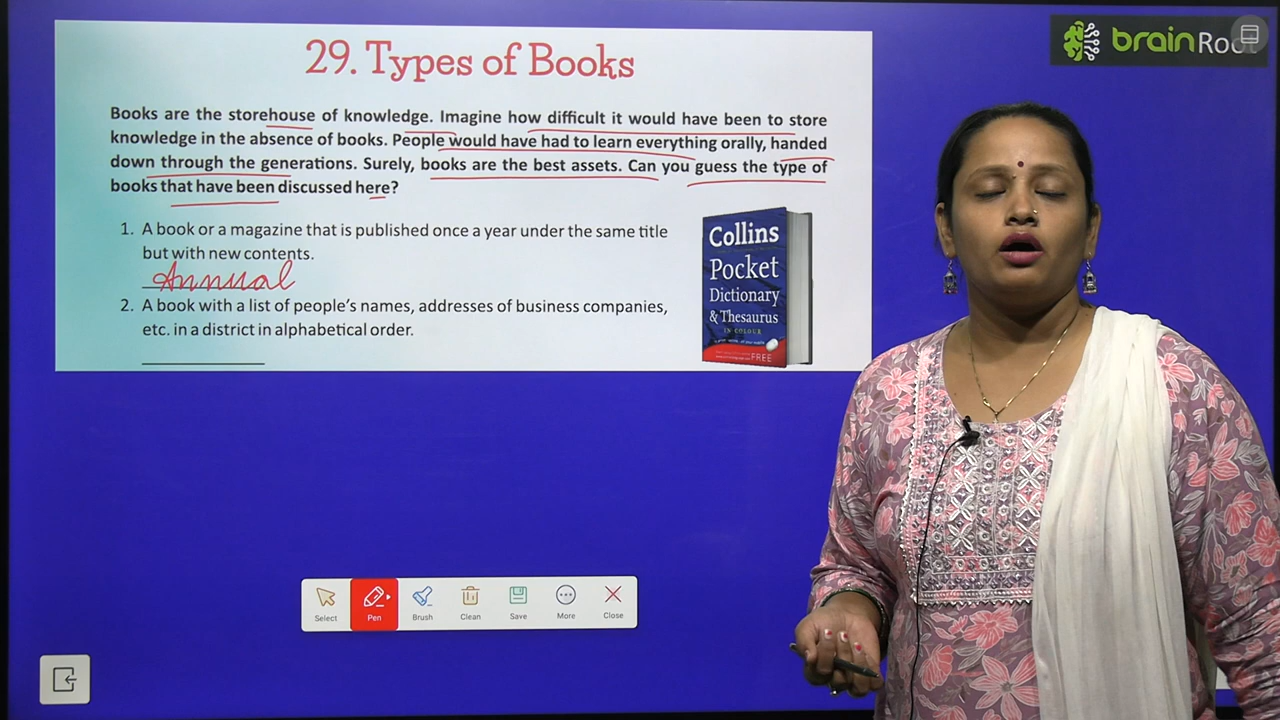 29. Types of Books
brainRoot
Books are the storehouse of knowledge. Imagine how difficult it would have been to store
knowledge in the absence of books. People would have had to learn everything orally, handed
down through the generations. Surely, books are the best assets. Can you guess the type of
books that have been discussed here?
1. A book or a magazine that is published once a year under the same title
but with new contents.
Annual
2. A book with a list of people's names, addresses of business companies,
etc. in a district in alphabetical order.
Collins
Pocket
Dictionary
& Thesaurus
IN COLOUR
FREE
Select
Pen
Brush
Clean
Save
More
Close